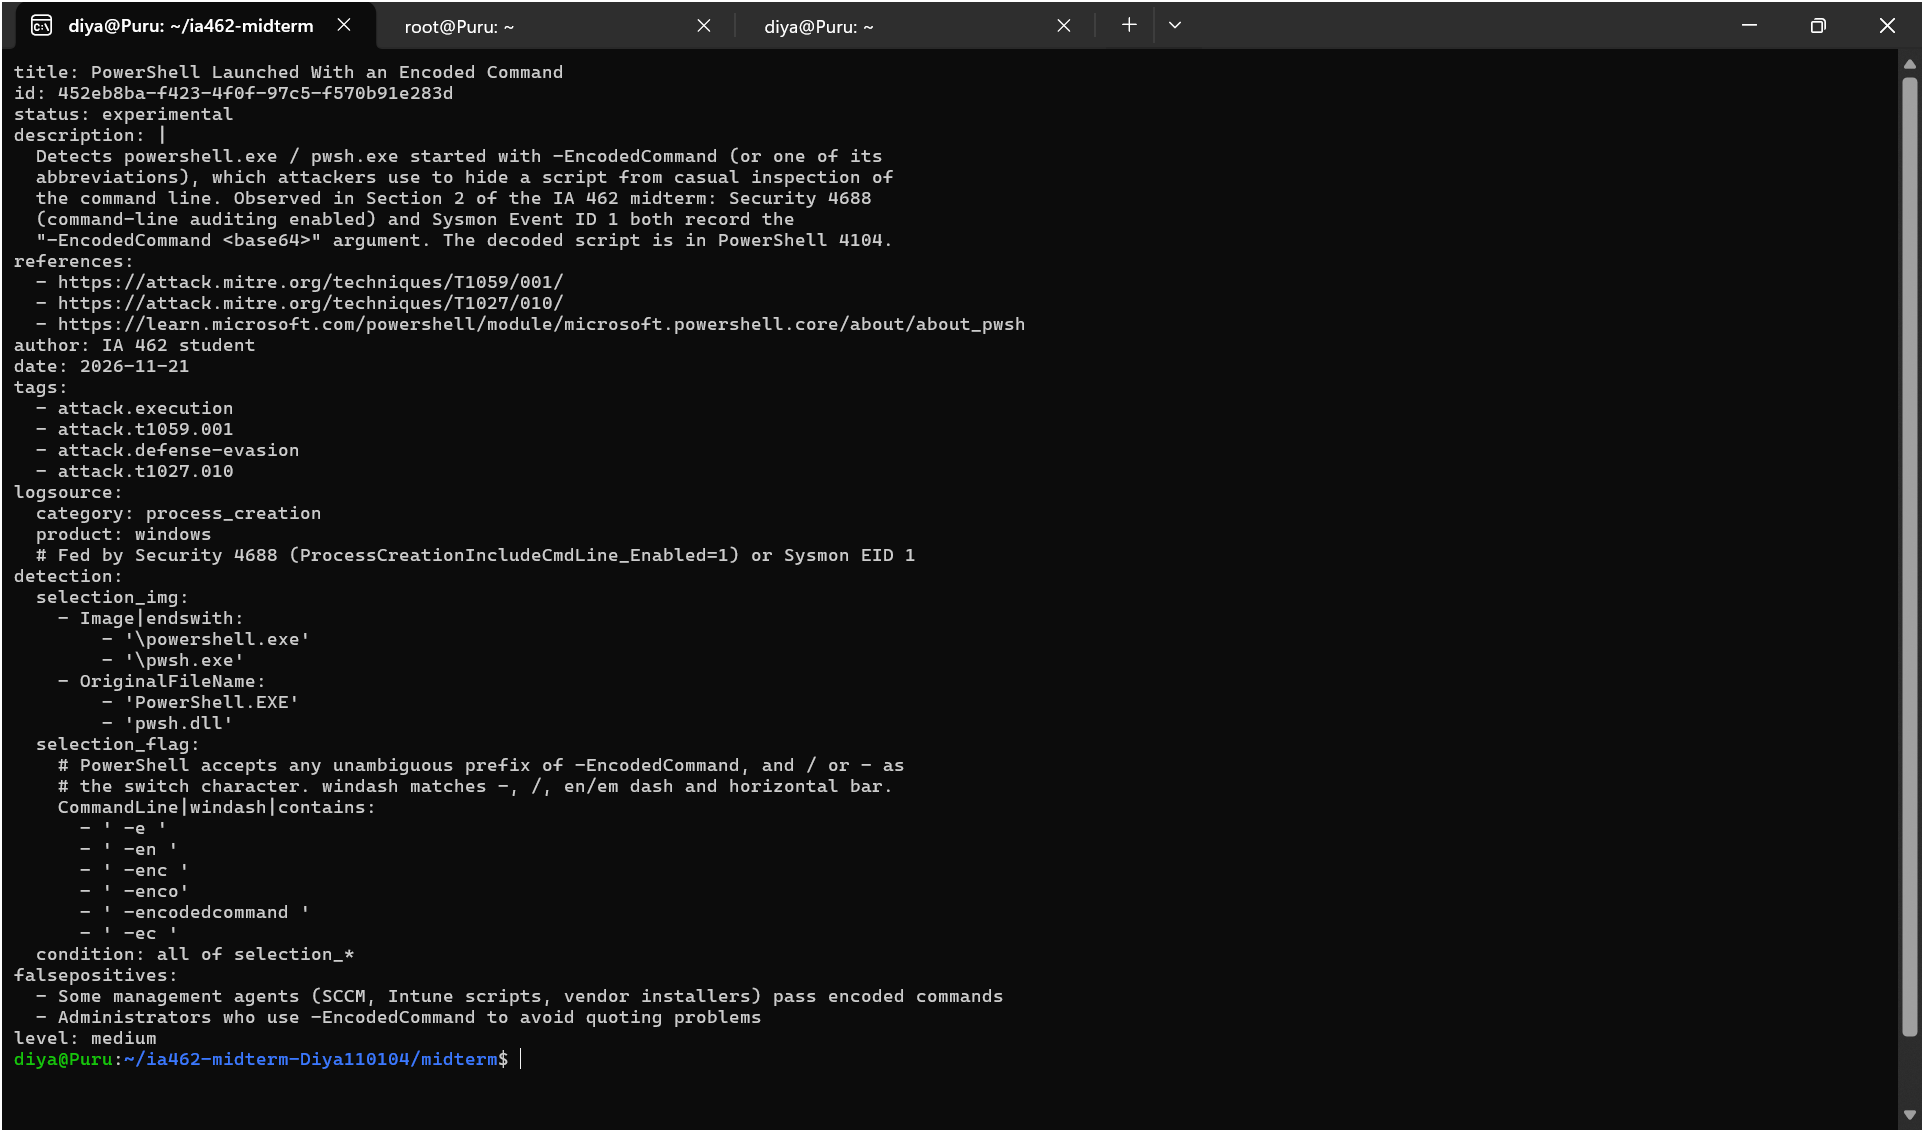 diya@Puru: ~/ia462-midterm
root@Puru: ~
diya@Puru: ~
title: PowerShell Launched With an Encoded Command
id: 452eb8ba-f423-4f0f-97c5-f570b91e283d
status: experimental
description: |
  Detects powershell.exe / pwsh.exe started with -EncodedCommand (or one of its
  abbreviations), which attackers use to hide a script from casual inspection of
  the command line. Observed in Section 2 of the IA 462 midterm: Security 4688
  (command-line auditing enabled) and Sysmon Event ID 1 both record the
  "-EncodedCommand <base64>" argument. The decoded script is in PowerShell 4104.
references:
  - https://attack.mitre.org/techniques/T1059/001/
  - https://attack.mitre.org/techniques/T1027/010/
  - https://learn.microsoft.com/powershell/module/microsoft.powershell.core/about/about_pwsh
author: IA 462 student
date: 2026-11-21
tags:
  - attack.execution
  - attack.t1059.001
  - attack.defense-evasion
  - attack.t1027.010
logsource:
  category: process_creation
  product: windows
  # Fed by Security 4688 (ProcessCreationIncludeCmdLine_Enabled=1) or Sysmon EID 1
detection:
  selection_img:
    - Image|endswith:
        - '\powershell.exe'
        - '\pwsh.exe'
    - OriginalFileName:
        - 'PowerShell.EXE'
        - 'pwsh.dll'
  selection_flag:
    # PowerShell accepts any unambiguous prefix of -EncodedCommand, and / or - as
    # the switch character. windash matches -, /, en/em dash and horizontal bar.
    CommandLine|windash|contains:
      - ' -e '
      - ' -en '
      - ' -enc '
      - ' -enco'
      - ' -encodedcommand '
      - ' -ec '
  condition: all of selection_*
falsepositives:
  - Some management agents (SCCM, Intune scripts, vendor installers) pass encoded commands
  - Administrators who use -EncodedCommand to avoid quoting problems
level: medium
diya@Puru:~/ia462-midterm-Diya110104/midterm$